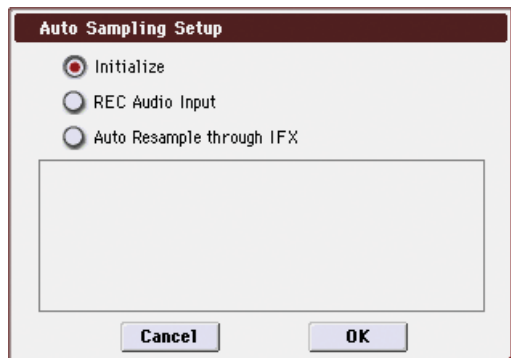 Auto Sampling Setup
Initialize
REC Audio Input
Auto Resample through IFX
Cancel OK